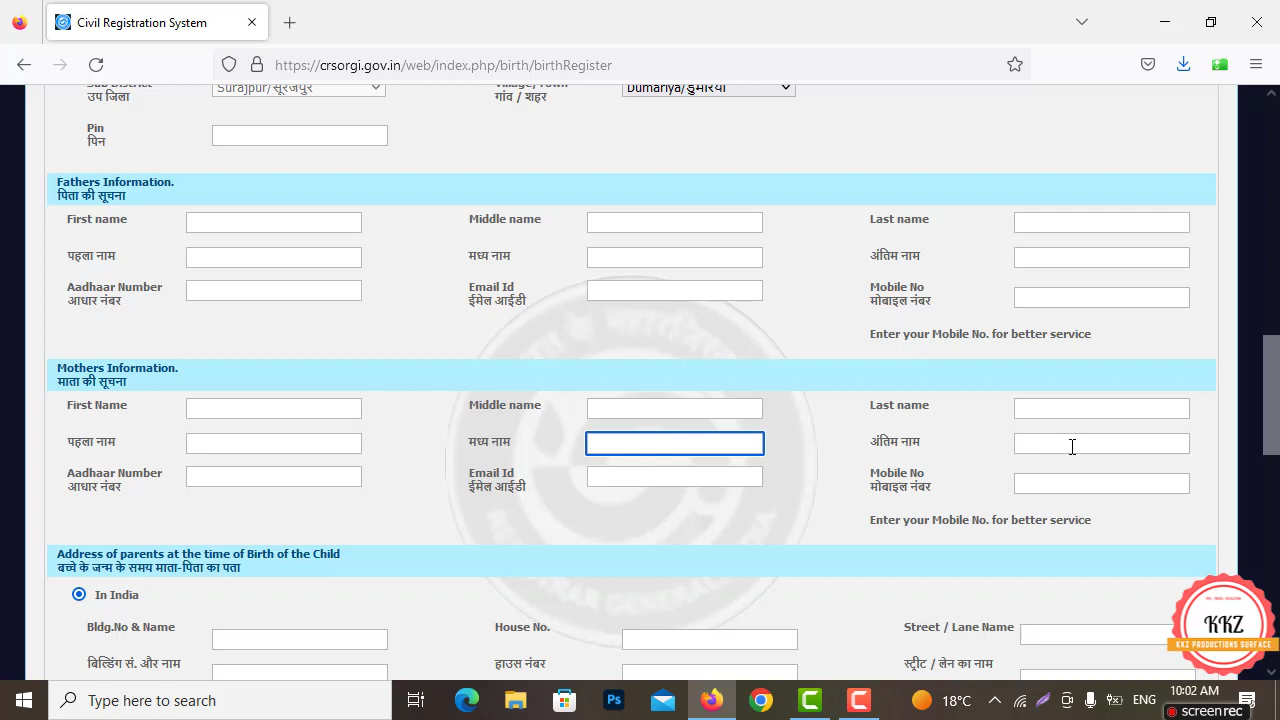 Civil Registration System
https://crsorgi.gov.in/web/index.php/birth/birthRegister
उप जिला
Surajpur/सूरजपुर
गांव / शहर
Dumariya/डुमरिया
Pin
पिन
Fathers Information.
पिता की सूचना
First name
Middle name
Last name
पहला नाम
मध्य नाम
अंतिम नाम
Aadhaar Number
Email Id
Mobile No
आधार नंबर
ईमेल आईडी
मोबाइल नंबर
Enter your Mobile No. for better service
Mothers Information.
माता की सूचना
First Name
Middle name
Last name
पहला नाम
मध्य नाम
अंतिम नाम
Aadhaar Number
Email Id
Mobile No
आधार नंबर
ईमेल आईडी
मोबाइल नंबर
Enter your Mobile No. for better service
Address of parents at the time of Birth of the Child
बच्चे के जन्म के समय माता-पिता का पता
In India
Bldg.No & Name
House No.
Street / Lane Name
बिल्डिंग सं. और नाम
हाउस नंबर
स्ट्रीट / लेन का नाम
KKZ
KKZ PRODUCTIONS SURFACE
Type here to search
Ps
18°C
ENG
10:02 AM
screenrec